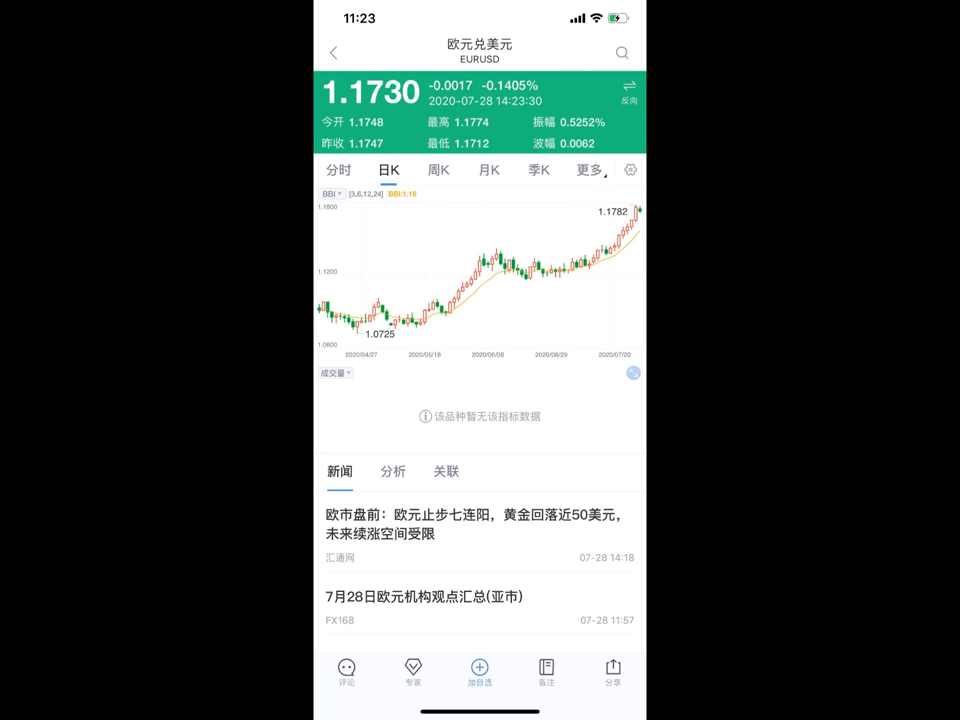 11:23
欧元兑美元
EURUSD
1.1730 -0.0017 -0.1405%
2020-07-28 14:23:30 反向
今开 1.1748 最高 1.1774 振幅 0.5252%
昨收 1.1747 最低 1.1712 波幅 0.0062
分时 日K 周K 月K 季K 更多
BBI [3,6,12,24] BBI:1.16
1.1800
1.1782
1.1200
1.0725
1.0600
2020/04/27 2020/05/18 2020/06/08 2020/06/29 2020/07/20
成交量
该品种暂无该指标数据
新闻 分析 关联
欧市盘前：欧元止步七连阳，黄金回落近50美元，
未来续涨空间受限
汇通网 07-28 14:18
7月28日欧元机构观点汇总(亚市)
FX168 07-28 11:57
评论 专家 加自选 备注 分享